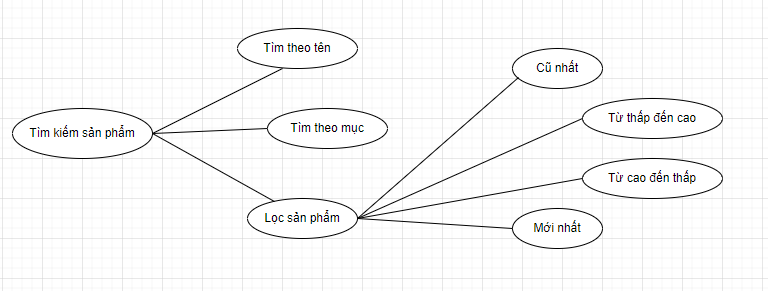 Tìm theo tên
Cũ nhất
Từ thấp đến cao
Tìm kiếm sản phẩm
Tìm theo mục
Từ cao đến thấp
Lọc sản phẩm
Mới nhất